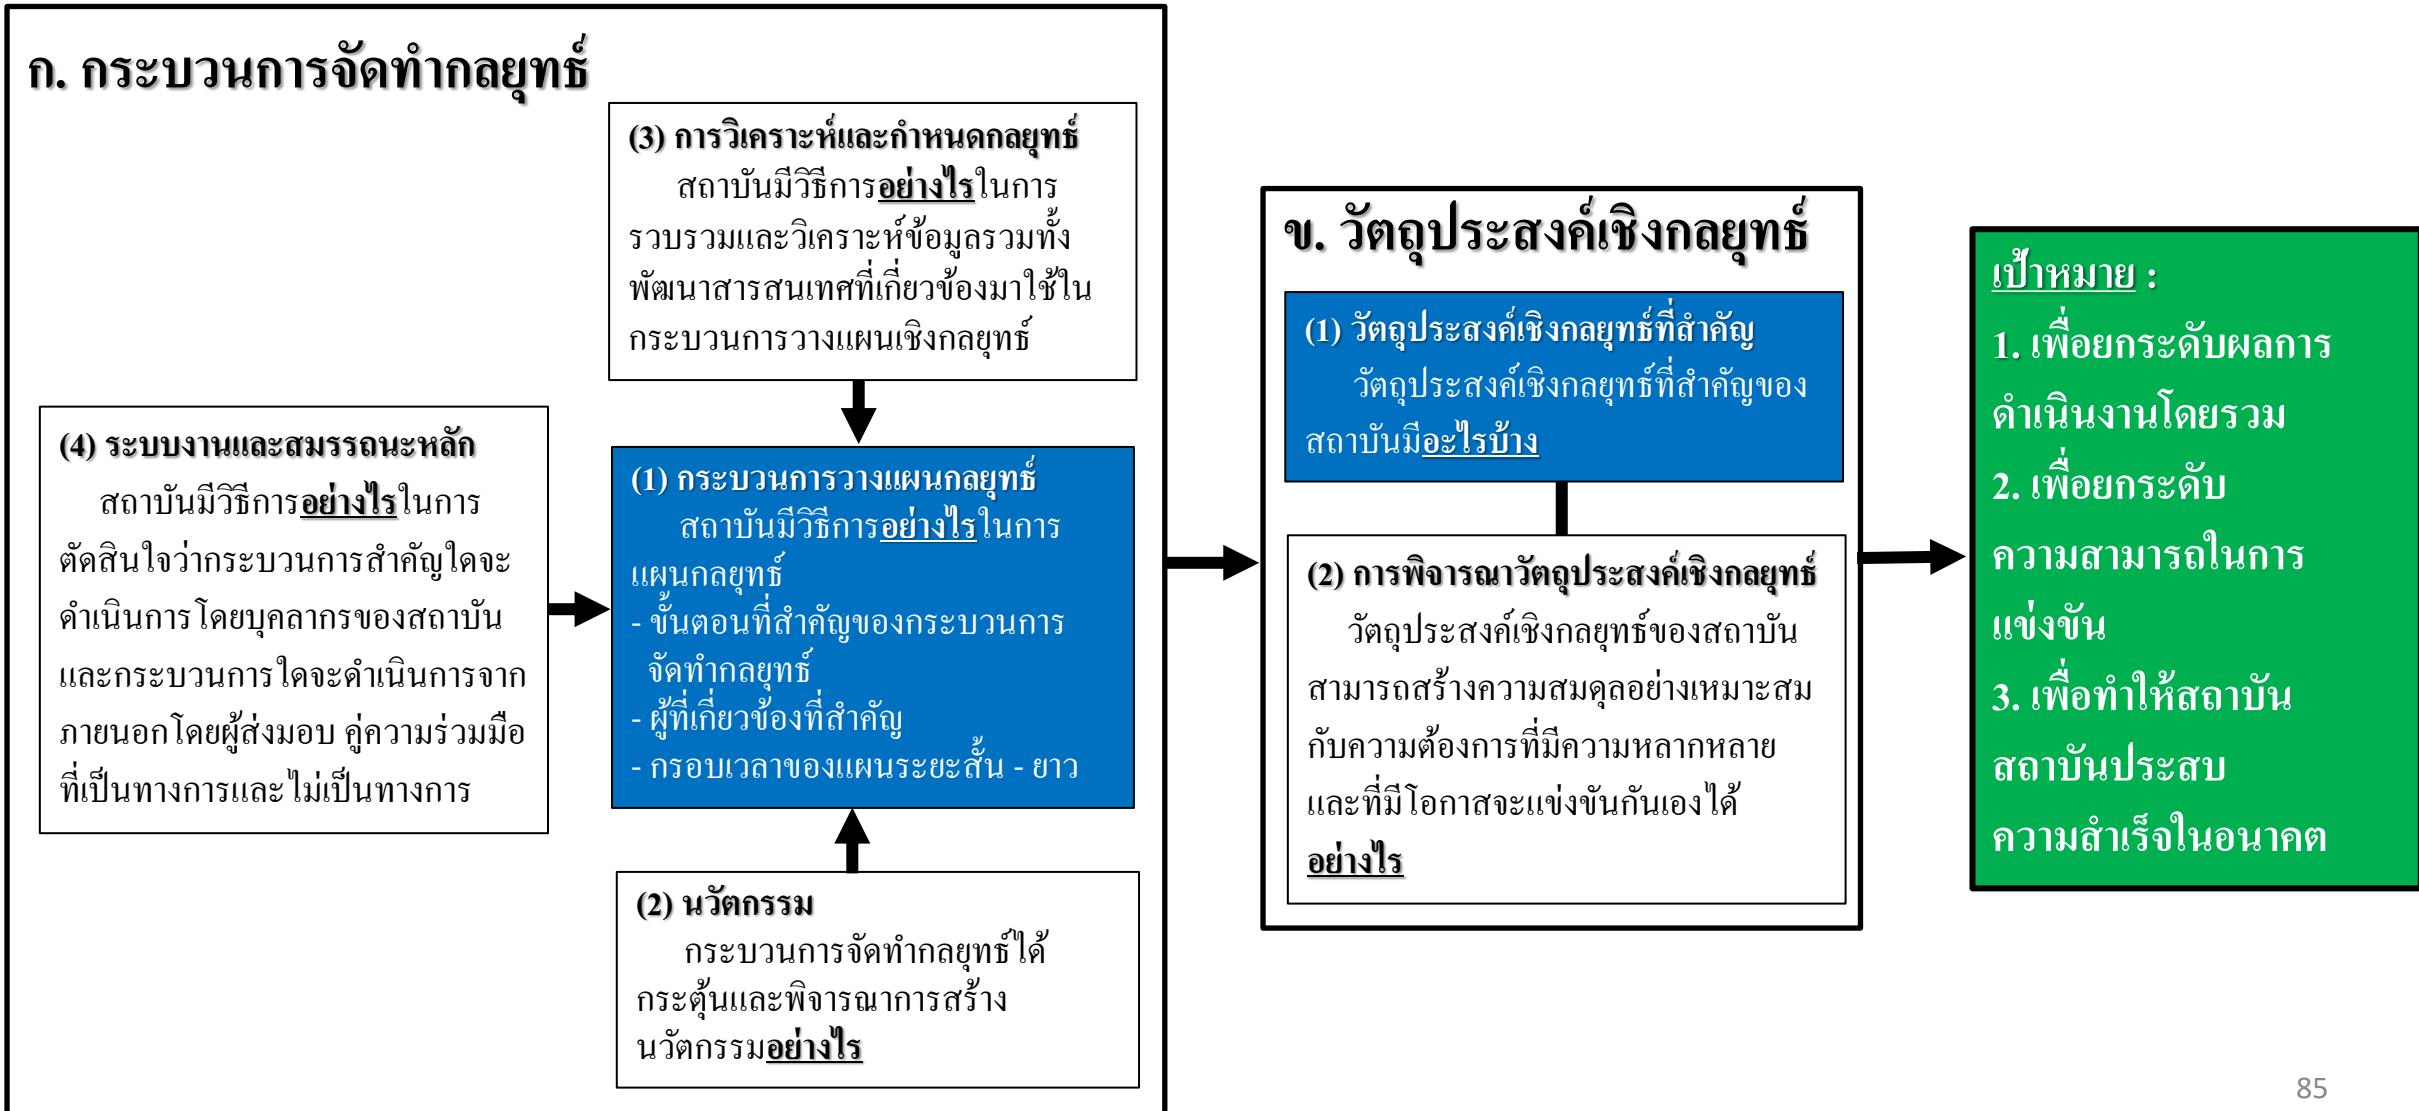 ก. กระบวนการจัดทำกลยุทธ์
(3) การวิเคราะห์และกำหนดกลยุทธ์
สถาบันมีวิธีการอย่างไรในการ
รวบรวมและวิเคราะห์ข้อมูลรวมทั้ง
พัฒนาสารสนเทศที่เกี่ยวข้องมาใช้ใน
กระบวนการวางแผนเชิงกลยุทธ์
(4) ระบบงานและสมรรถนะหลัก
สถาบันมีวิธีการอย่างไรในการ
ตัดสินใจว่ากระบวนการสำคัญใดจะ
ดำเนินการโดยบุคลากรของสถาบัน
และกระบวนการใดจะดำเนินการจาก
ภายนอกโดยผู้ส่งมอบ คู่ความร่วมมือ
ที่เป็นทางการและไม่เป็นทางการ
(1) กระบวนการวางแผนกลยุทธ์
สถาบันมีวิธีการอย่างไรในการ
แผนกลยุทธ์
- ขั้นตอนที่สำคัญของกระบวนการ
จัดทำกลยุทธ์
- ผู้ที่เกี่ยวข้องที่สำคัญ
- กรอบเวลาของแผนระยะสั้น - ยาว
(2) นวัตกรรม
กระบวนการจัดทำกลยุทธ์ได้
กระตุ้นและพิจารณาการสร้าง
นวัตกรรมอย่างไร
ข. วัตถุประสงค์เชิงกลยุทธ์
(1) วัตถุประสงค์เชิงกลยุทธ์ที่สำคัญ
วัตถุประสงค์เชิงกลยุทธ์ที่สำคัญของ
สถาบันมีอะไรบ้าง
(2) การพิจารณาวัตถุประสงค์เชิงกลยุทธ์
วัตถุประสงค์เชิงกลยุทธ์ของสถาบัน
สามารถสร้างความสมดุลอย่างเหมาะสม
กับความต้องการที่มีความหลากหลาย
และที่มีโอกาสจะแข่งขันกันเองได้
อย่างไร
เป้าหมาย :
1. เพื่อยกระดับผลการ
ดำเนินงานโดยรวม
2. เพื่อยกระดับ
ความสามารถในการ
แข่งขัน
3. เพื่อทำให้สถาบัน
สถาบันประสบ
ความสำเร็จในอนาคต
85